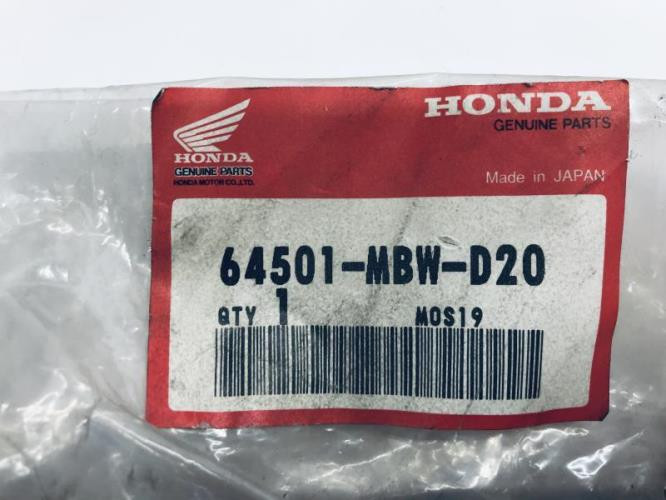 HONDA
GENUINE PARTS
HONDA
GENUINE PARTS
HONDA MOTOR CO.,LTD.
Made in JAPAN
64501-MBW-D20
QTY 1 MOS19